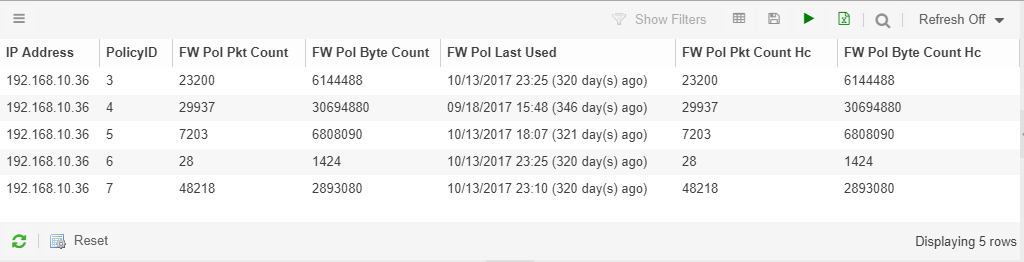 Show Filters Refresh Off
IP Address PolicyID FW Pol Pkt Count FW Pol Byte Count FW Pol Last Used FW Pol Pkt Count Hc FW Pol Byte Count Hc
192.168.10.36 3 23200 6144488 10/13/2017 23:25 (320 day(s) ago) 23200 6144488
192.168.10.36 4 29937 30694880 09/18/2017 15:48 (346 day(s) ago) 29937 30694880
192.168.10.36 5 7203 6808090 10/13/2017 18:07 (321 day(s) ago) 7203 6808090
192.168.10.36 6 28 1424 10/13/2017 23:25 (320 day(s) ago) 28 1424
192.168.10.36 7 48218 2893080 10/13/2017 23:10 (320 day(s) ago) 48218 2893080
Reset Displaying 5 rows